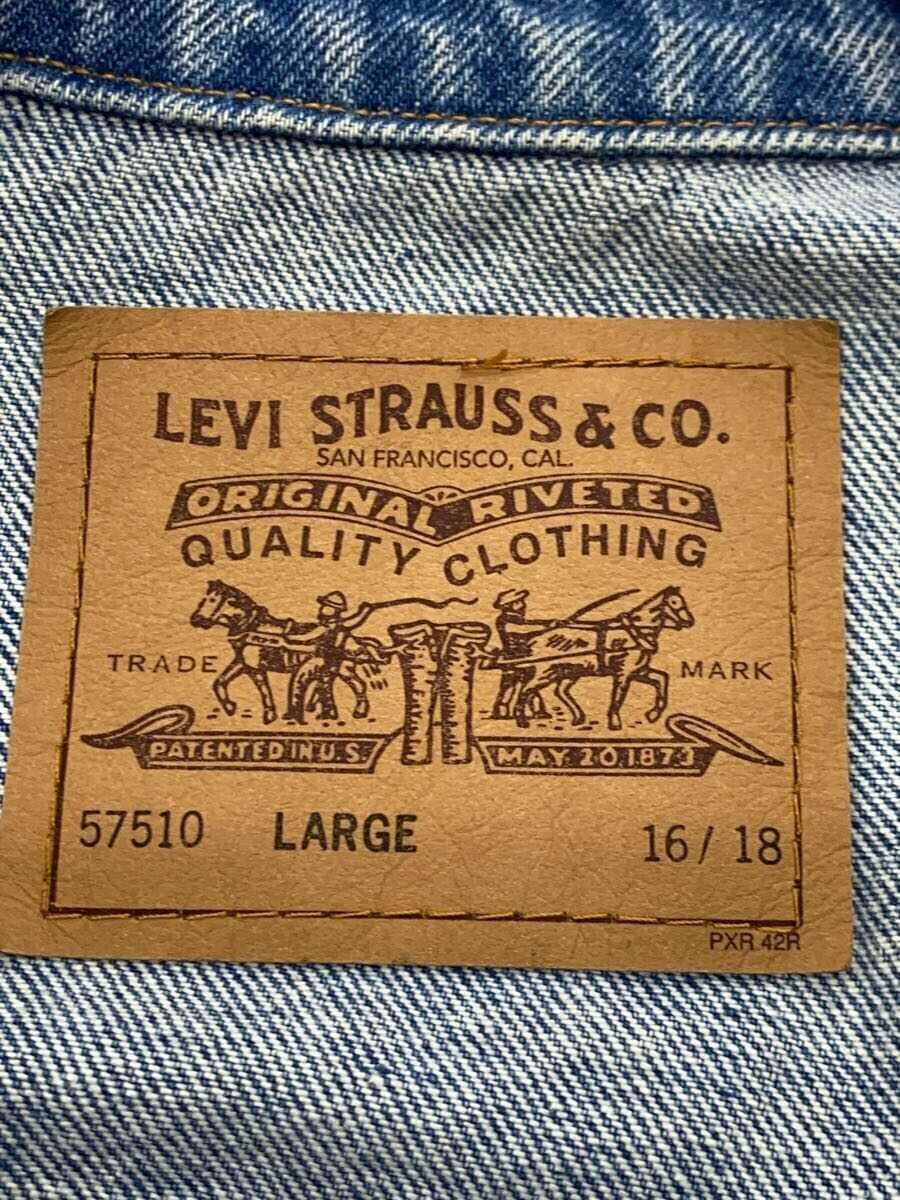 LEVI STRAUSS & CO.
SAN FRANCISCO, CAL.
ORIGINAL RIVETED
QUALITY CLOTHING
TRADE MARK
PATENTED IN U.S. MAY 20 1873
57510 LARGE 16/18
PXR 42R